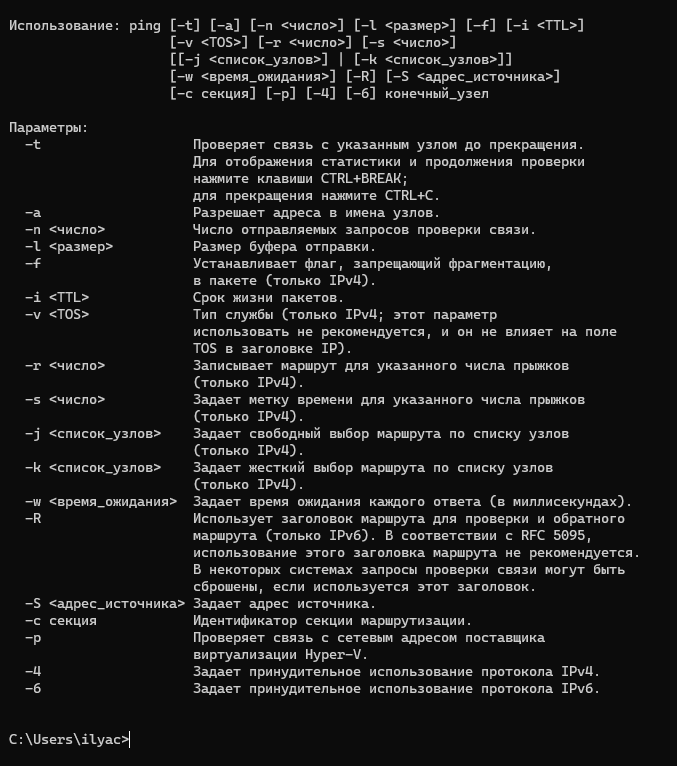 Использование: ping [-t] [-a] [-n <число>] [-l <размер>] [-f] [-i <TTL>]
                    [-v <TOS>] [-r <число>] [-s <число>]
                    [[-j <список_узлов>] | [-k <список_узлов>]]
                    [-w <время_ожидания>] [-R] [-S <адрес_источника>]
                    [-c секция] [-p] [-4] [-6] конечный_узел

Параметры:
  -t                   Проверяет связь с указанным узлом до прекращения.
                       Для отображения статистики и продолжения проверки
                       нажмите клавиши CTRL+BREAK;
                       для прекращения нажмите CTRL+C.
  -a                   Разрешает адреса в имена узлов.
  -n <число>           Число отправляемых запросов проверки связи.
  -l <размер>          Размер буфера отправки.
  -f                   Устанавливает флаг, запрещающий фрагментацию,
                       в пакете (только IPv4).
  -i <TTL>             Срок жизни пакетов.
  -v <TOS>             Тип службы (только IPv4; этот параметр
                       использовать не рекомендуется, и он не влияет на поле
                       TOS в заголовке IP).
  -r <число>           Записывает маршрут для указанного числа прыжков
                       (только IPv4).
  -s <число>           Задает метку времени для указанного числа прыжков
                       (только IPv4).
  -j <список_узлов>    Задает свободный выбор маршрута по списку узлов
                       (только IPv4).
  -k <список_узлов>    Задает жесткий выбор маршрута по списку узлов
                       (только IPv4).
  -w <время_ожидания>  Задает время ожидания каждого ответа (в миллисекундах).
  -R                   Использует заголовок маршрута для проверки и обратного
                       маршрута (только IPv6). В соответствии с RFC 5095,
                       использование этого заголовка маршрута не рекомендуется.
                       В некоторых системах запросы проверки связи могут быть
                       сброшены, если используется этот заголовок.
  -S <адрес_источника> Задает адрес источника.
  -c секция            Идентификатор секции маршрутизации.
  -p                   Проверяет связь с сетевым адресом поставщика
                       виртуализации Hyper-V.
  -4                   Задает принудительное использование протокола IPv4.
  -6                   Задает принудительное использование протокола IPv6.

C:\Users\ilyac>